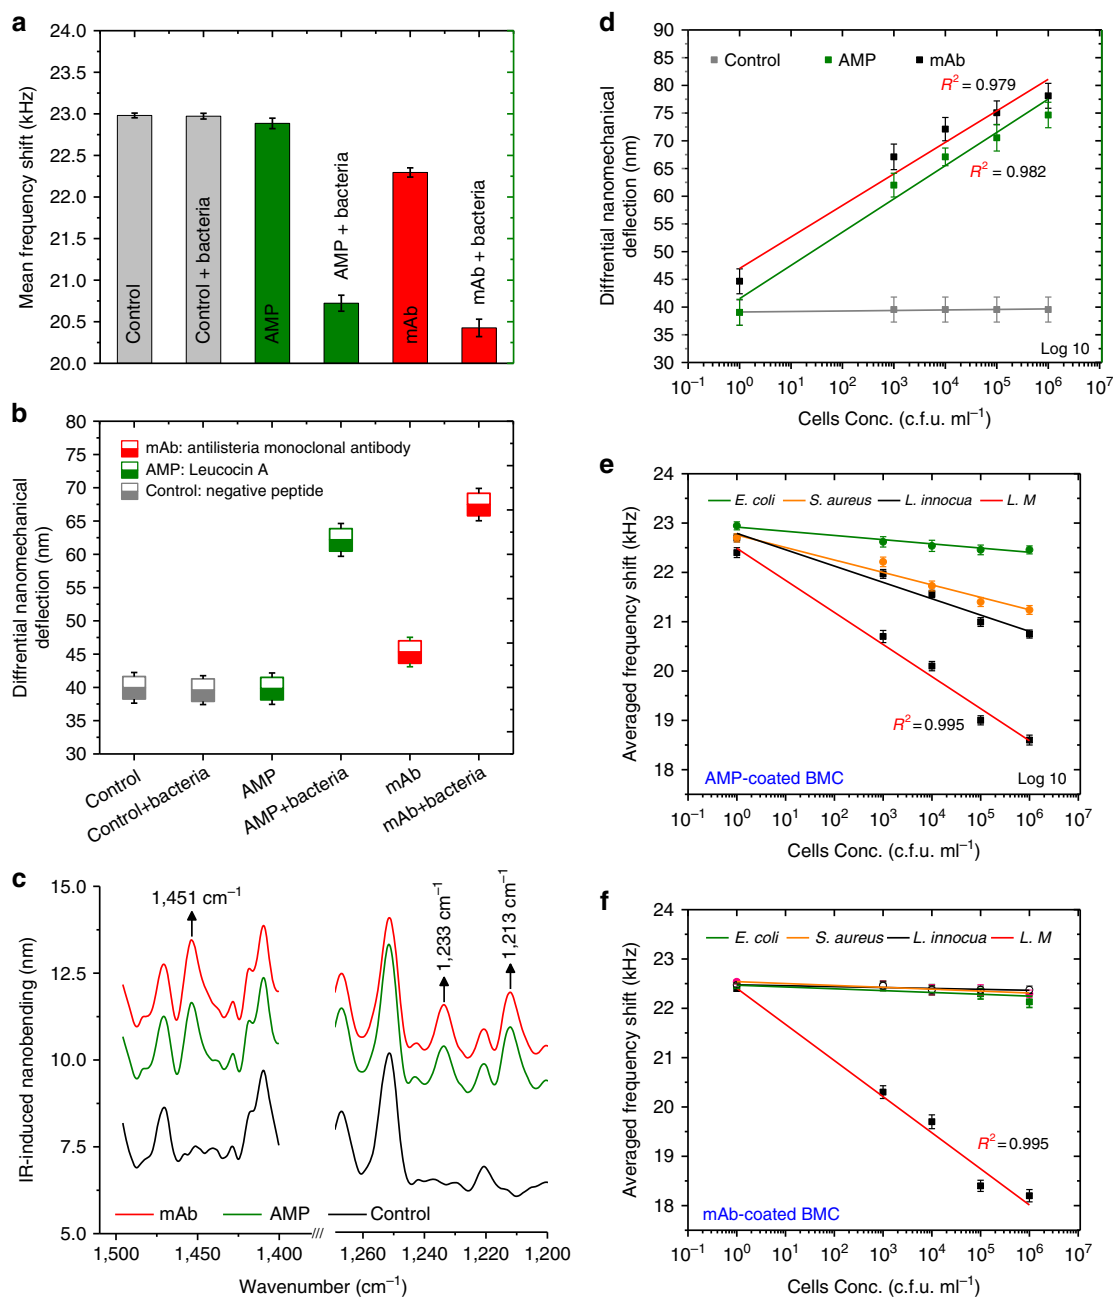 a
24.0
23.5
23.0
22.5
22.0
21.5
21.0
20.5
20.0
Mean frequency shift (kHz)
Control
Control + bacteria
AMP
AMP + bacteria
mAb
mAb + bacteria
b
80
75
70
65
60
55
50
45
40
35
30
Diffrential nanomechanical
deflection (nm)
mAb: antilisteria monoclonal antibody
AMP: Leucocin A
Control: negative peptide
Control
Control+bacteria
AMP
AMP+bacteria
mAb
mAb+bacteria
c
15.0
12.5
10.0
7.5
5.0
IR-induced nanobending (nm)
1,451 cm⁻¹
1,233 cm⁻¹
1,213 cm⁻¹
mAb AMP Control
1,500 1,450 1,400 1,260 1,240 1,220 1,200
Wavenumber (cm⁻¹)
d
90
85
80
75
70
65
60
55
50
45
40
35
30
Diffrential nanomechanical
deflection (nm)
Control AMP mAb
R² = 0.979
R² = 0.982
Log 10
10⁻¹ 10⁰ 10¹ 10² 10³ 10⁴ 10⁵ 10⁶ 10⁷
Cells Conc. (c.f.u. ml⁻¹)
e
24
23
22
21
20
19
18
Averaged frequency shift (kHz)
E. coli S. aureus L. innocua L. M
R² = 0.995
AMP-coated BMC
Log 10
10⁻¹ 10⁰ 10¹ 10² 10³ 10⁴ 10⁵ 10⁶ 10⁷
Cells Conc. (c.f.u. ml⁻¹)
f
24
23
22
21
20
19
18
Averaged frequency shift (kHz)
E. coli S. aureus L. innocua L. M
R² = 0.995
mAb-coated BMC
10⁻¹ 10⁰ 10¹ 10² 10³ 10⁴ 10⁵ 10⁶ 10⁷
Cells Conc. (c.f.u. ml⁻¹)